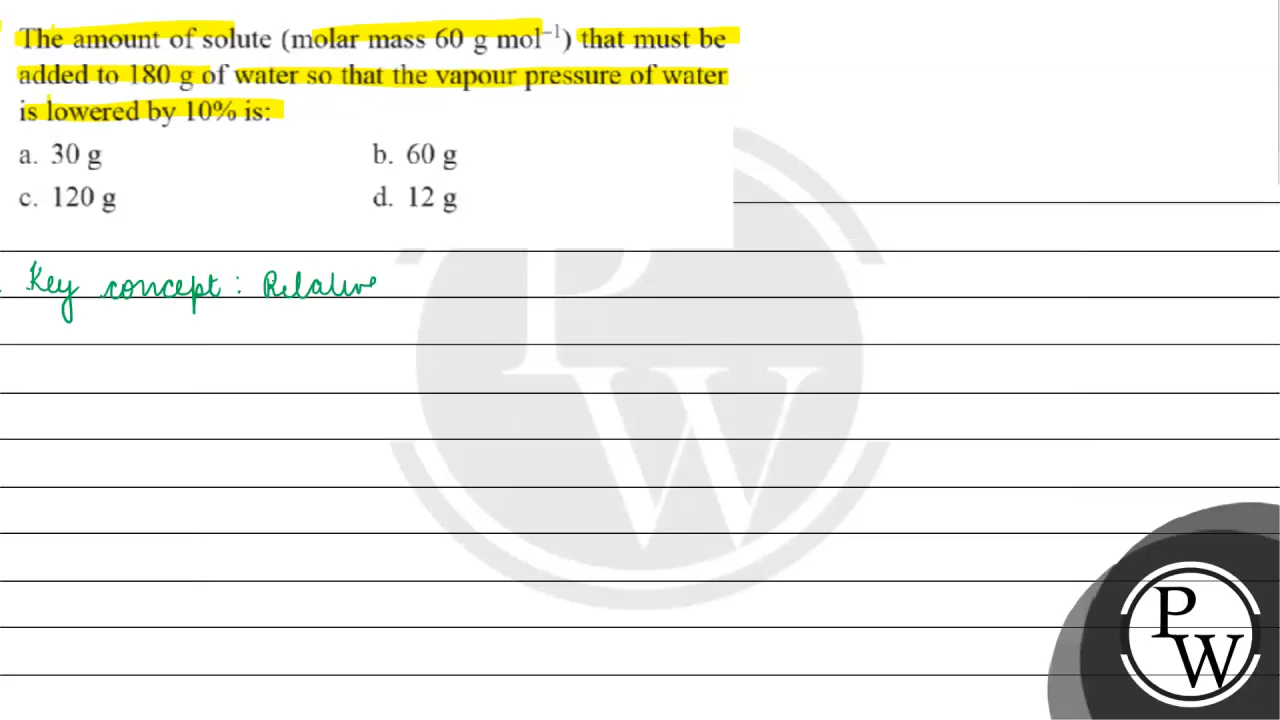 The amount of solute (molar mass 60 g mol⁻¹) that must be
added to 180 g of water so that the vapour pressure of water
is lowered by 10% is:
a. 30 g b. 60 g
c. 120 g d. 12 g
Key concept : Relative
P
W
P
W